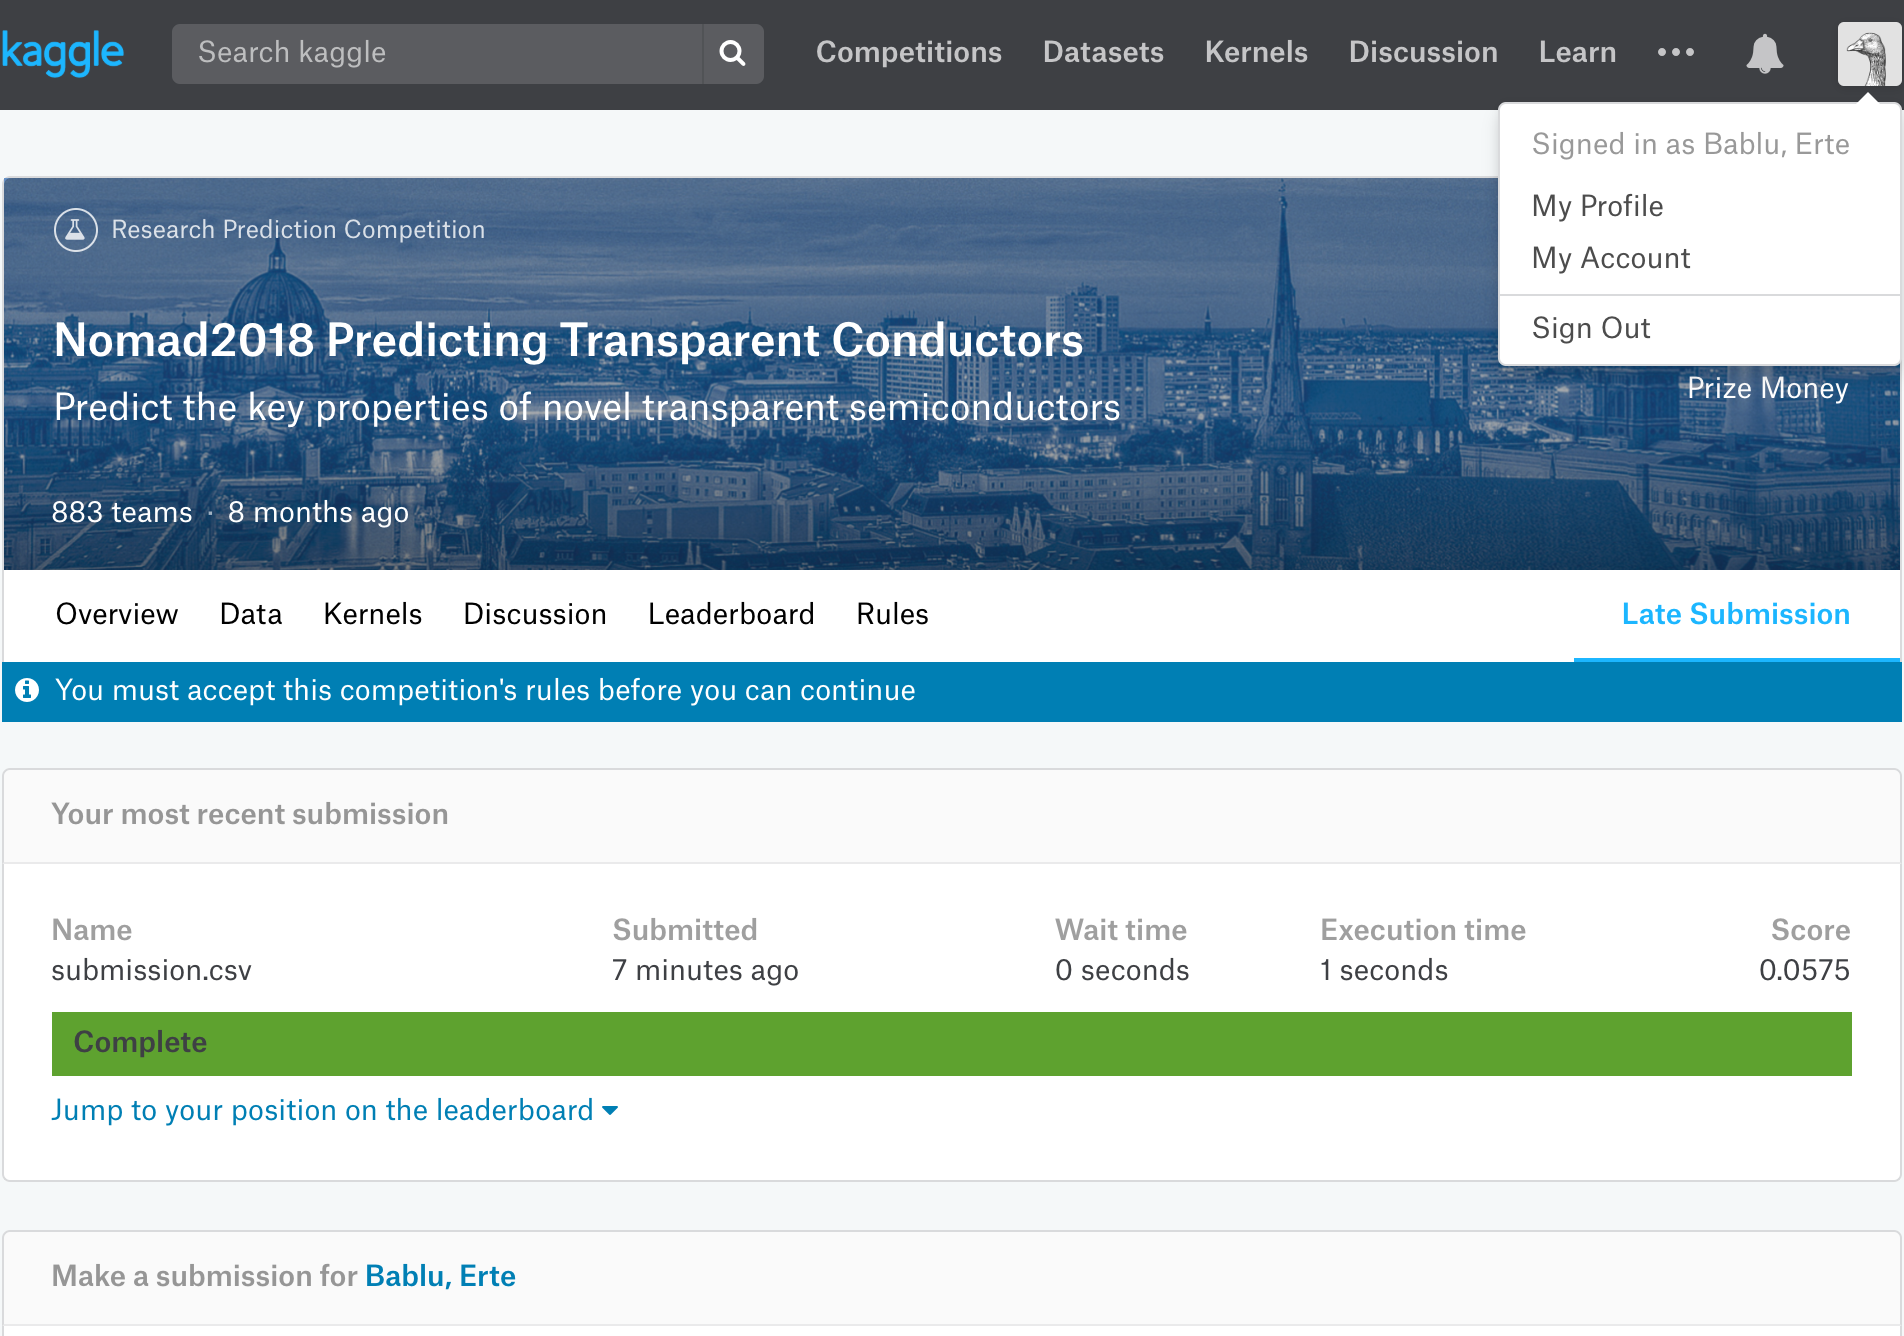 kaggle
Search kaggle
Competitions Datasets Kernels Discussion Learn
Signed in as Bablu, Erte
My Profile
My Account
Sign Out
Research Prediction Competition
Nomad2018 Predicting Transparent Conductors
Predict the key properties of novel transparent semiconductors
Prize Money
883 teams · 8 months ago
Overview Data Kernels Discussion Leaderboard Rules Late Submission
You must accept this competition's rules before you can continue
Your most recent submission
Name Submitted Wait time Execution time Score
submission.csv 7 minutes ago 0 seconds 1 seconds 0.0575
Complete
Jump to your position on the leaderboard
Make a submission for Bablu, Erte